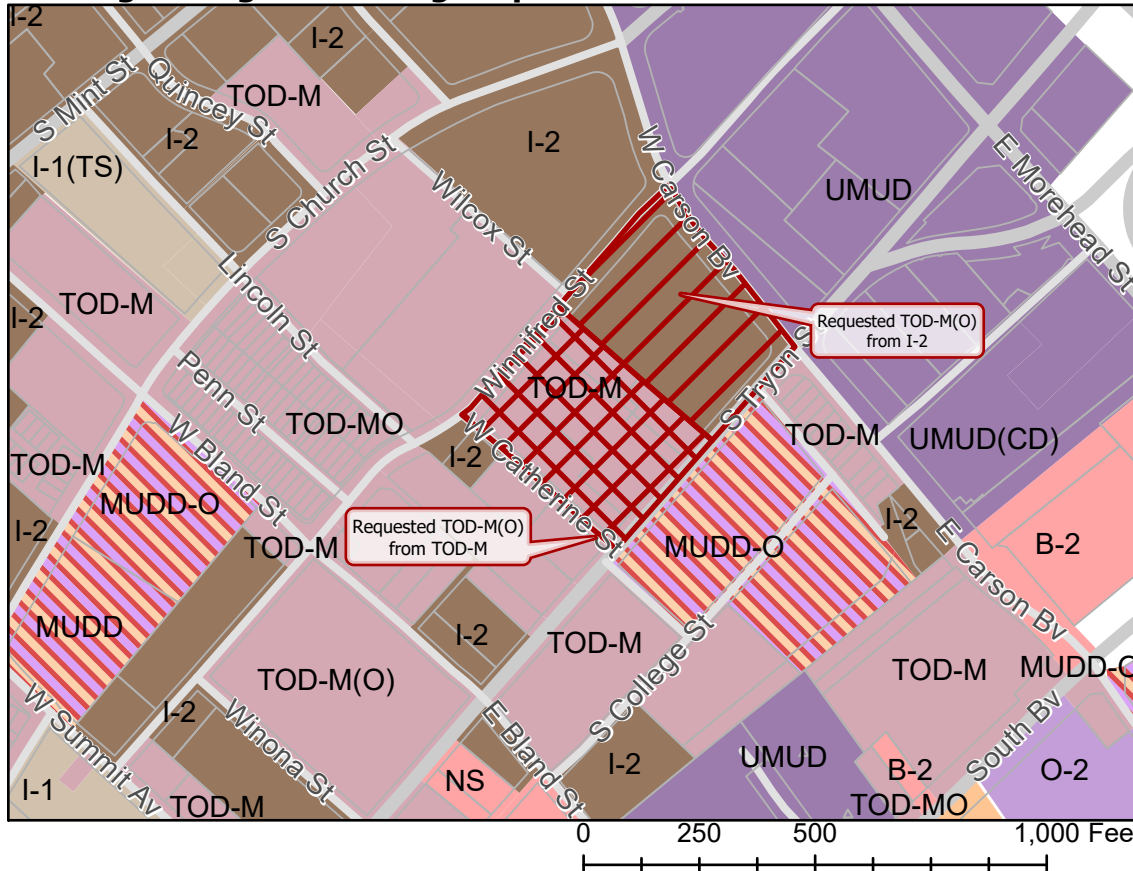 I-2
I-2
S Mint St
Quincey St
TOD-M
I-2
I-2
I-1(TS)
S Church St
Wilcox St
W Carson Bv
UMUD
E Morehead St
Lincoln St
TOD-M
I-2
Winnifred St
Requested TOD-M(O)
from I-2
TOD-M
S Tryon S
Penn St
TOD-MO
W Bland St
I-2
W Catherine St
TOD-M
UMUD(CD)
TOD-M
MUDD-O
I-2
TOD-M
Requested TOD-M(O)
from TOD-M
MUDD-O
I-2
B-2
E Carson Bv
MUDD
I-2
TOD-M
TOD-M
MUDD-O
TOD-M(O)
S College St
W Summit Av
I-2
Winona St
E Bland St
South Bv
I-1
TOD-M
NS
I-2
UMUD
B-2
O-2
TOD-MO
0 250 500 1,000 Fee